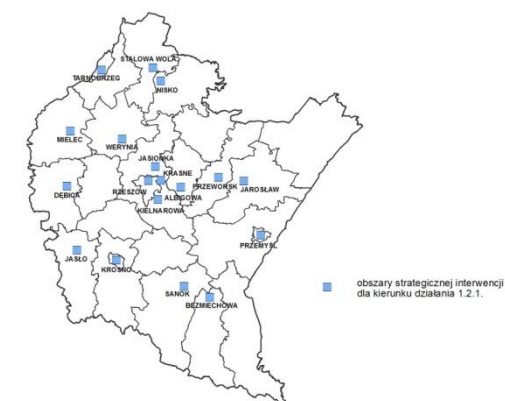 STALOWA WOLA
TARNOBRZEG
NISKO
MIELEC
WERYNIA
JASIONKA
KRASNE
RZESZÓW
PRZEWORSK
JAROSŁAW
DĘBICA
ALBIGOWA
KIELNAROWA
PRZEMYŚL
JASŁO
KROSNO
SANOK
BEZMIECHOWA
obszary strategicznej interwencji
dla kierunku działania 1.2.1.